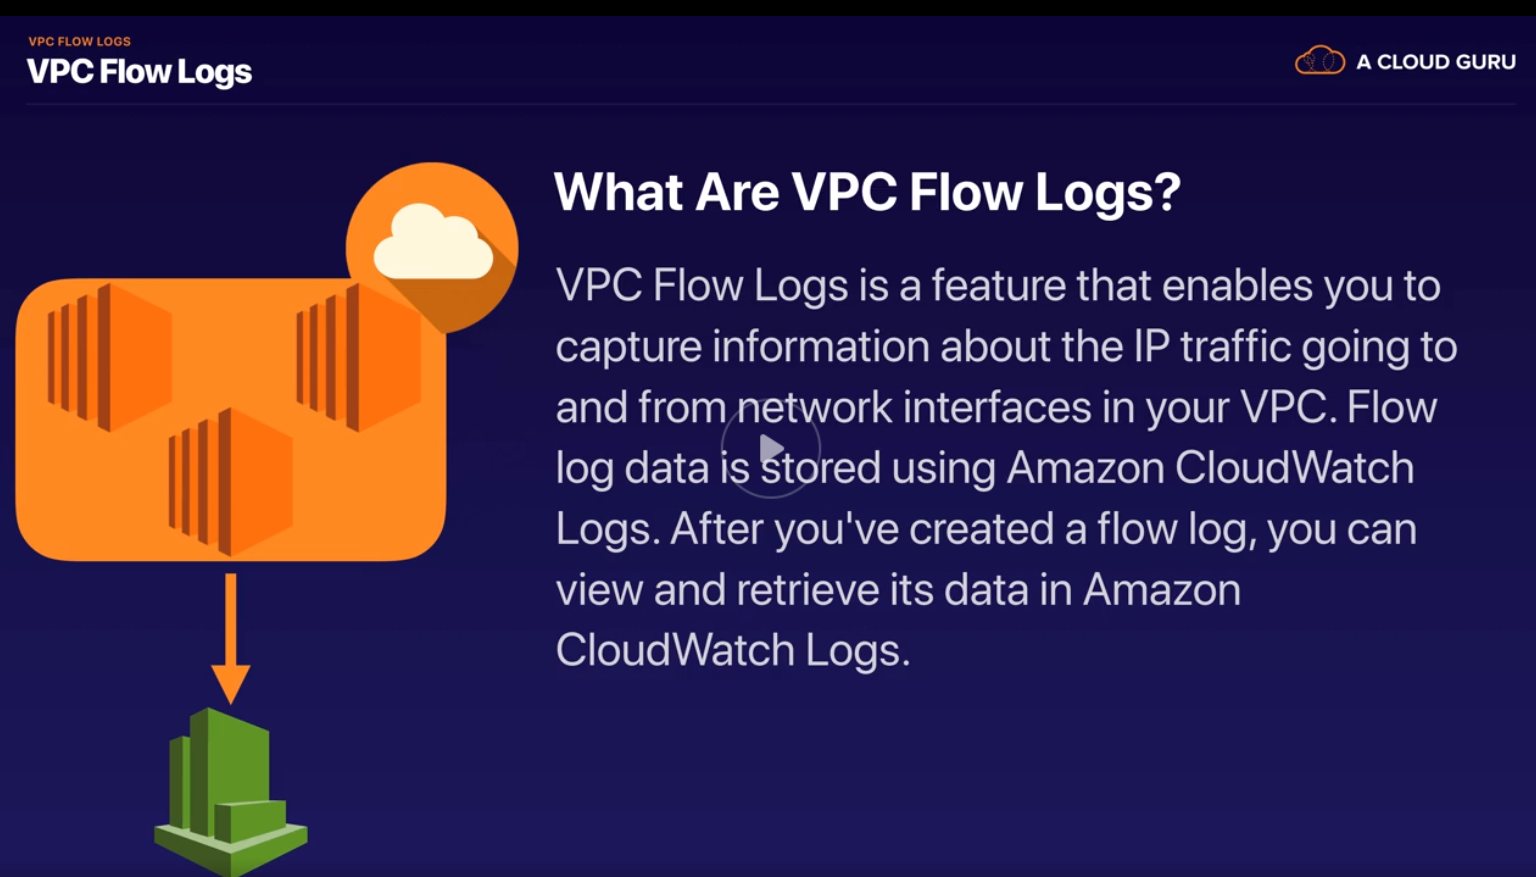 VPC FLOW LOGS
VPC Flow Logs
A CLOUD GURU
What Are VPC Flow Logs?
VPC Flow Logs is a feature that enables you to
capture information about the IP traffic going to
and from network interfaces in your VPC. Flow
log data is stored using Amazon CloudWatch
Logs. After you've created a flow log, you can
view and retrieve its data in Amazon
CloudWatch Logs.